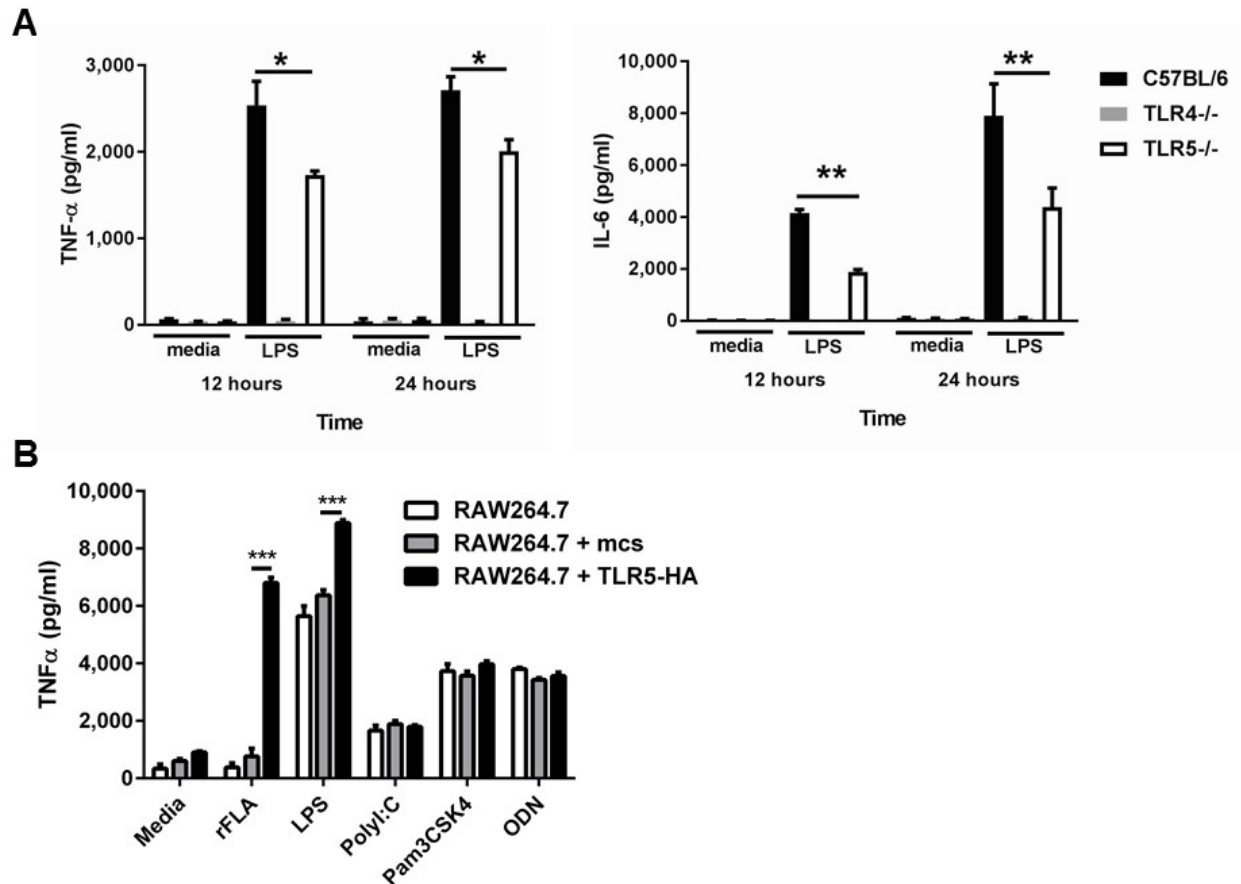 A
TNF-α (pg/ml)
3,000
2,000
1,000
0
*
*
media
LPS
media
LPS
12 hours
24 hours
Time
IL-6 (pg/ml)
10,000
8,000
6,000
4,000
2,000
0
**
**
media
LPS
media
LPS
12 hours
24 hours
Time
C57BL/6
TLR4-/-
TLR5-/-
B
TNFα (pg/ml)
10,000
8,000
6,000
4,000
2,000
0
***
***
RAW264.7
RAW264.7 + mcs
RAW264.7 + TLR5-HA
Media
rFLA
LPS
PolyI:C
Pam3CSK4
ODN